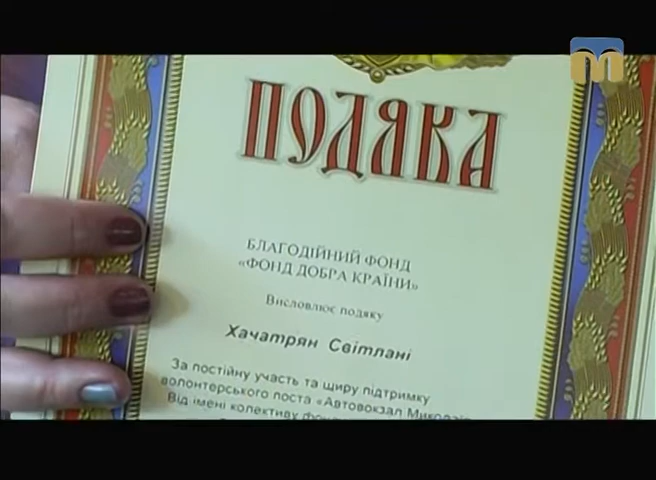 ПОДЯКА
БЛАГОДІЙНИЙ ФОНД
«ФОНД ДОБРА КРАЇНИ»
Висловлює подяку
Хачатрян Світлані
За постійну участь та щиру підтримку
волонтерського поста «Автовокзал
Від імені колективу